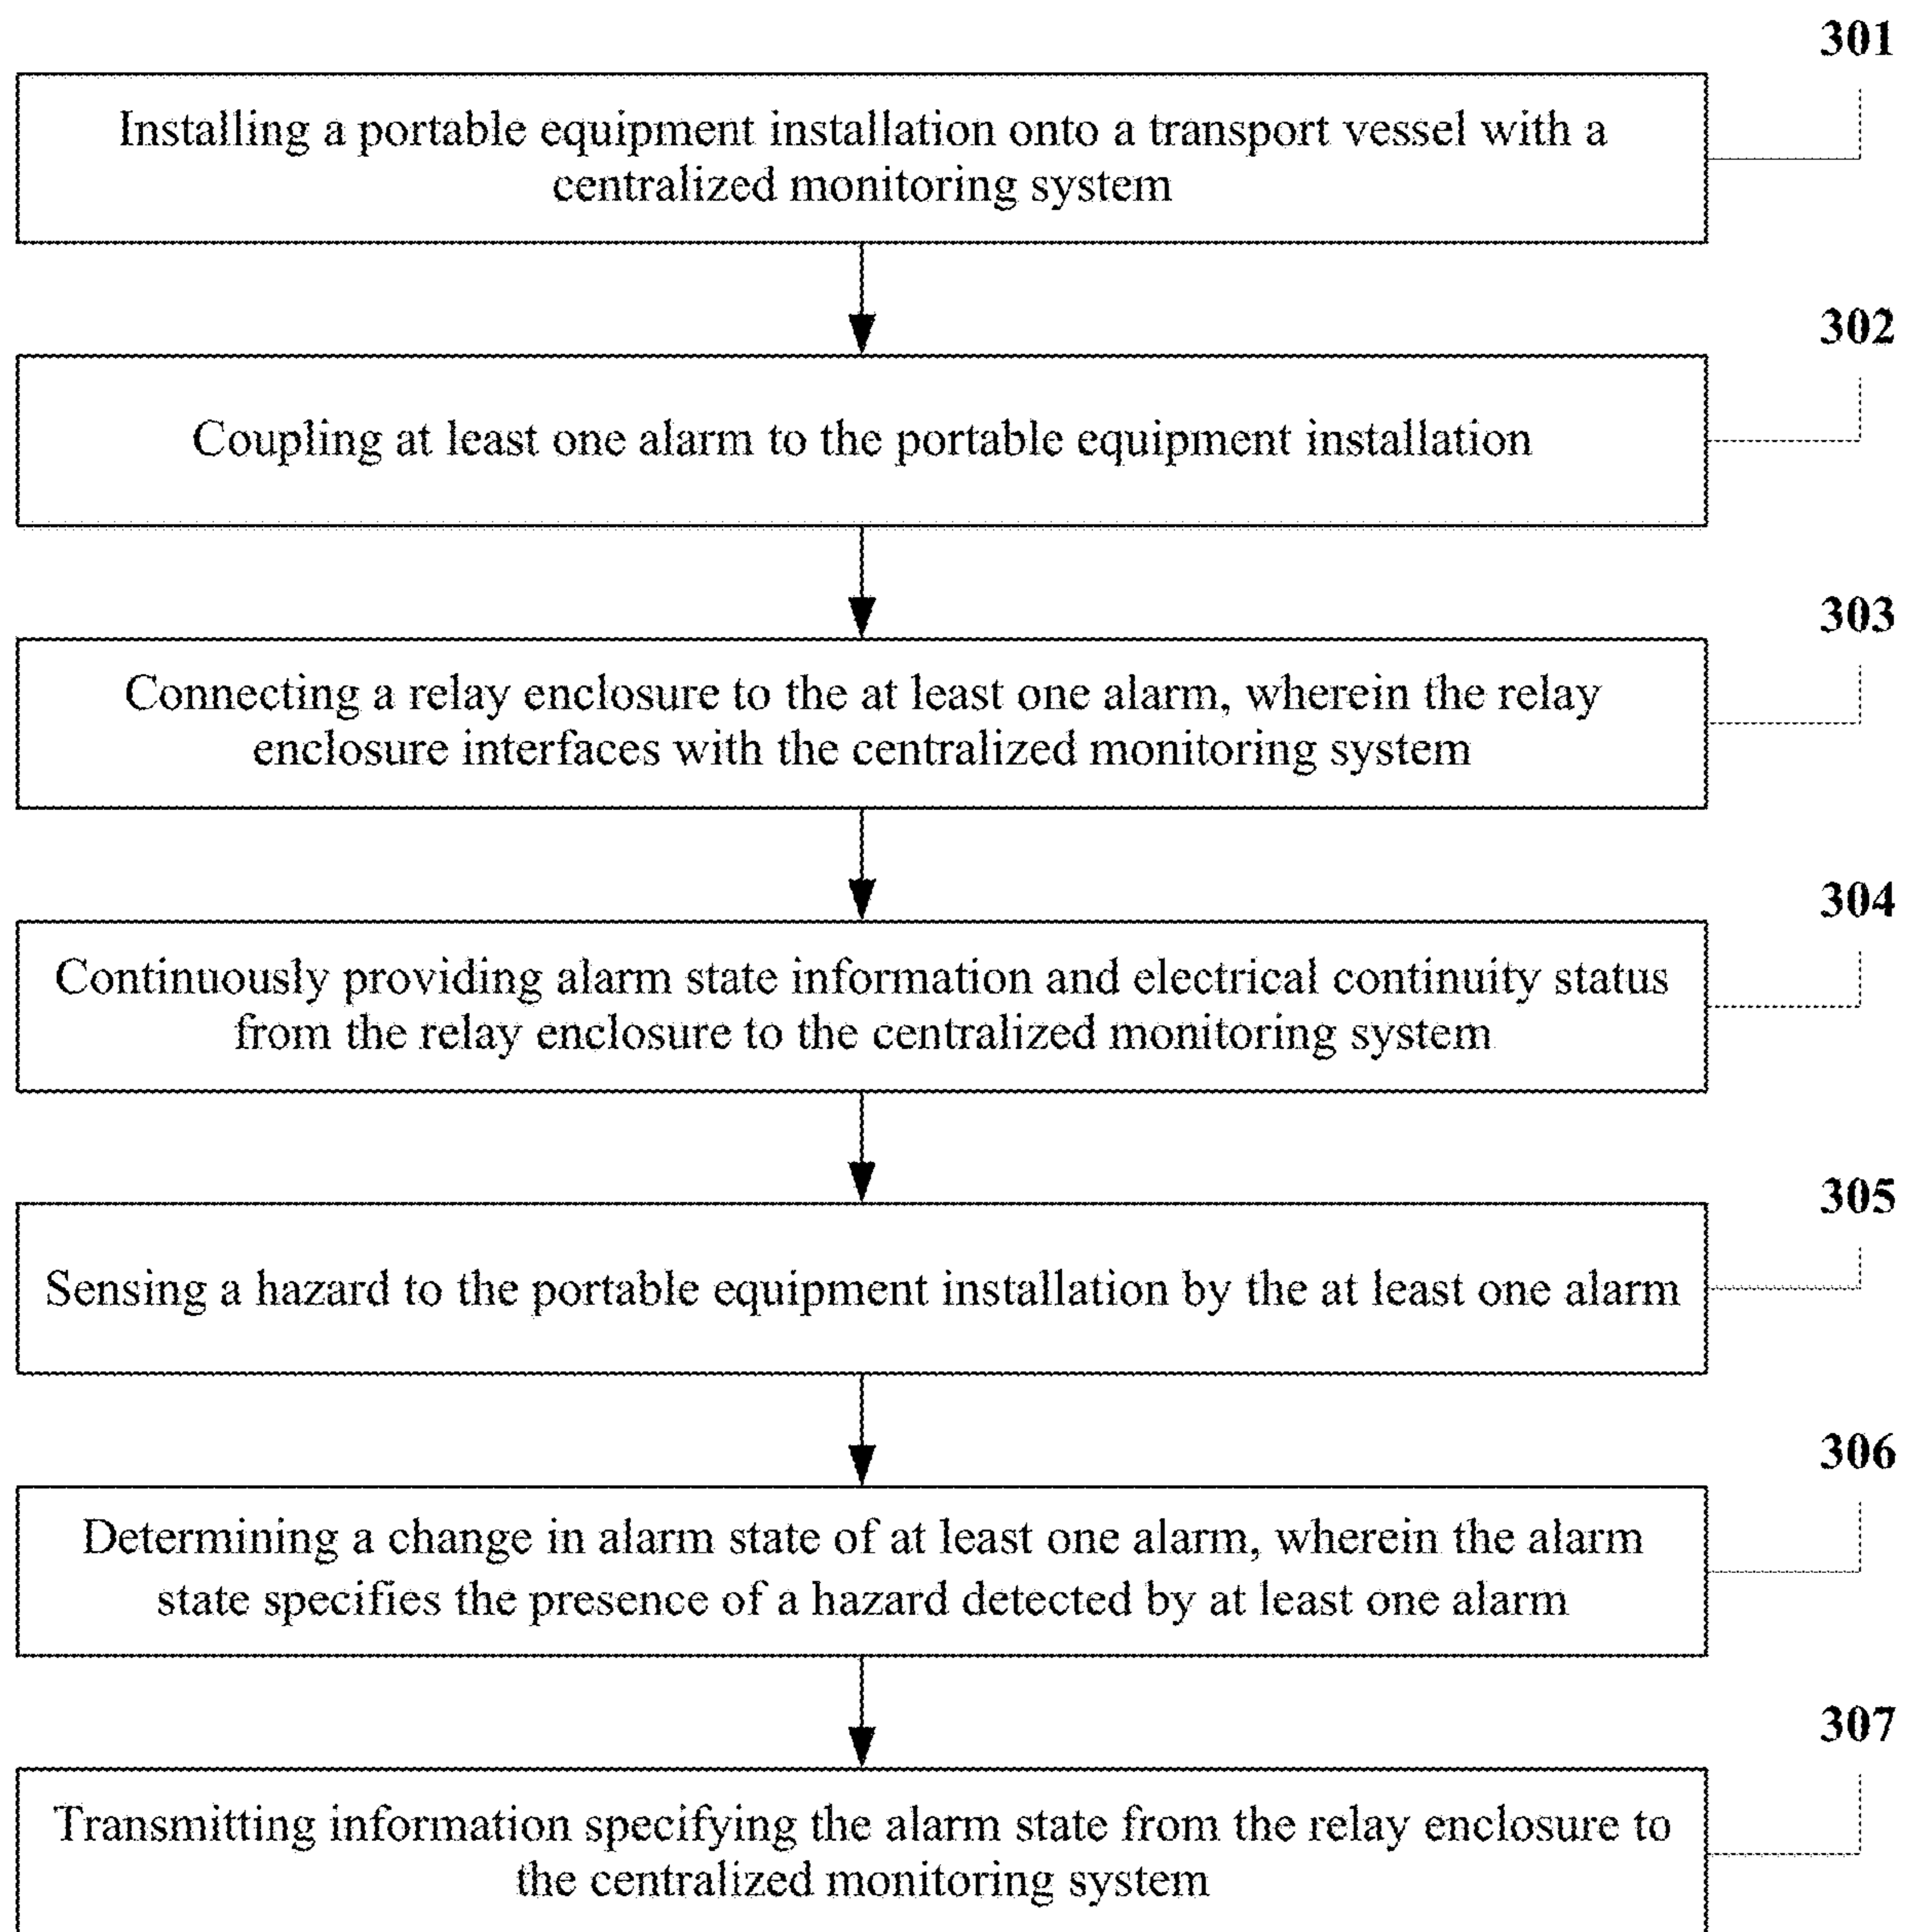 301
Installing a portable equipment installation onto a transport vessel with a
centralized monitoring system
302
Coupling at least one alarm to the portable equipment installation
303
Connecting a relay enclosure to the at least one alarm, wherein the relay
enclosure interfaces with the centralized monitoring system
304
Continuously providing alarm state information and electrical continuity status
from the relay enclosure to the centralized monitoring system
305
Sensing a hazard to the portable equipment installation by the at least one alarm
306
Determining a change in alarm state of at least one alarm, wherein the alarm
state specifies the presence of a hazard detected by at least one alarm
307
Transmitting information specifying the alarm state from the relay enclosure to
the centralized monitoring system